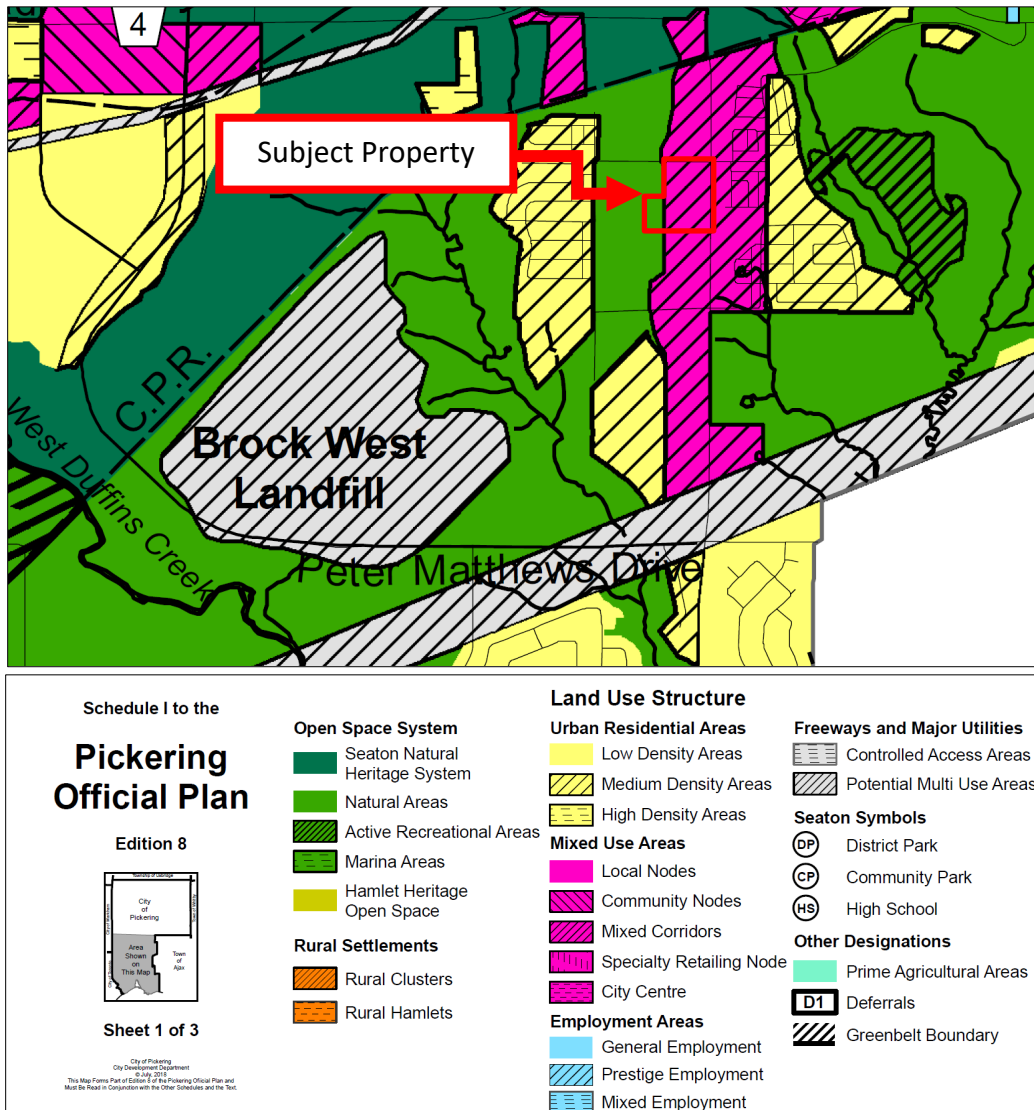 4
Subject Property
C.P.R.
West Duffins Creek
Brock West
Landfill
Peter Matthews Drive
Schedule I to the
Pickering
Official Plan
Edition 8
City
of
Pickering
Area
Shown
on
This Map
Town
of
Ajax
Sheet 1 of 3
City of Pickering
City Development Department
© July, 2018
This Map Forms Part of Edition 8 of the Pickering Official Plan and
Must Be Read in Conjunction with the Other Schedules and the Text.
Open Space System
Seaton Natural
Heritage System
Natural Areas
Active Recreational Areas
Marina Areas
Hamlet Heritage
Open Space
Rural Settlements
Rural Clusters
Rural Hamlets
Land Use Structure
Urban Residential Areas
Low Density Areas
Medium Density Areas
High Density Areas
Mixed Use Areas
Local Nodes
Community Nodes
Mixed Corridors
Specialty Retailing Node
City Centre
Employment Areas
General Employment
Prestige Employment
Mixed Employment
Freeways and Major Utilities
Controlled Access Areas
Potential Multi Use Areas
Seaton Symbols
DP District Park
CP Community Park
HS High School
Other Designations
Prime Agricultural Areas
D1 Deferrals
Greenbelt Boundary